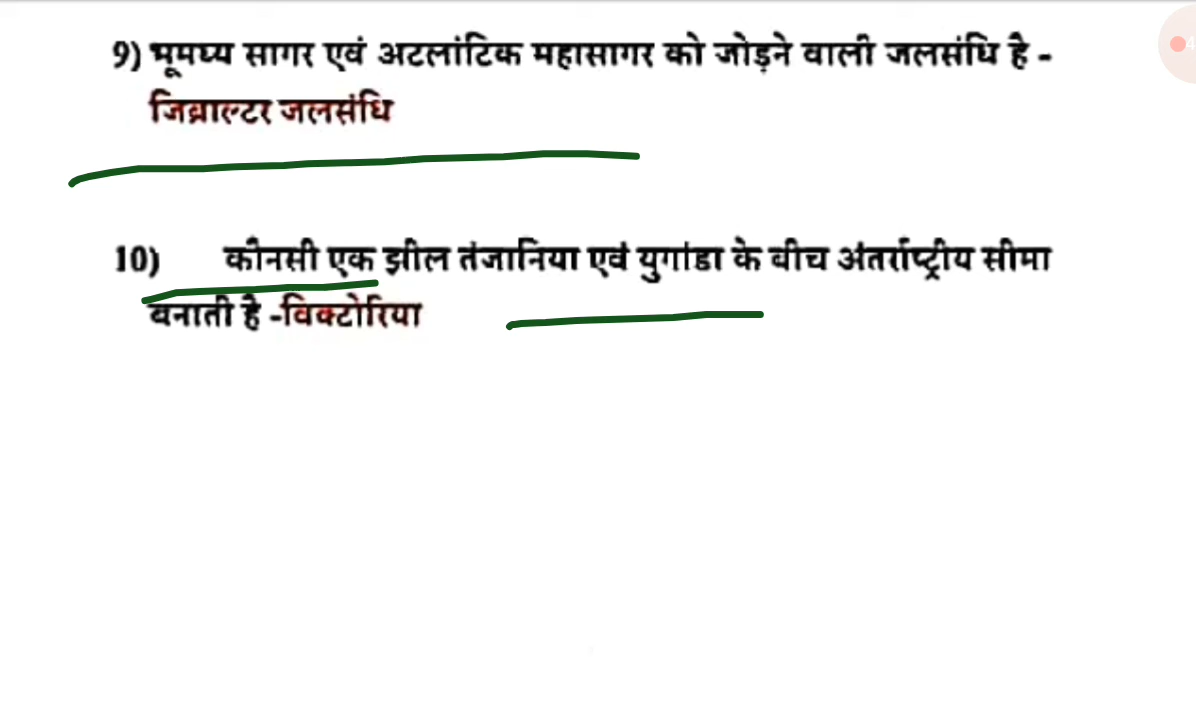 9) भूमध्य सागर एवं अटलांटिक महासागर को जोड़ने वाली जलसंधि है -
जिब्राल्टर जलसंधि
10) कौनसी एक झील तंजानिया एवं युगांडा के बीच अंतर्राष्ट्रीय सीमा
बनाती है -विक्टोरिया